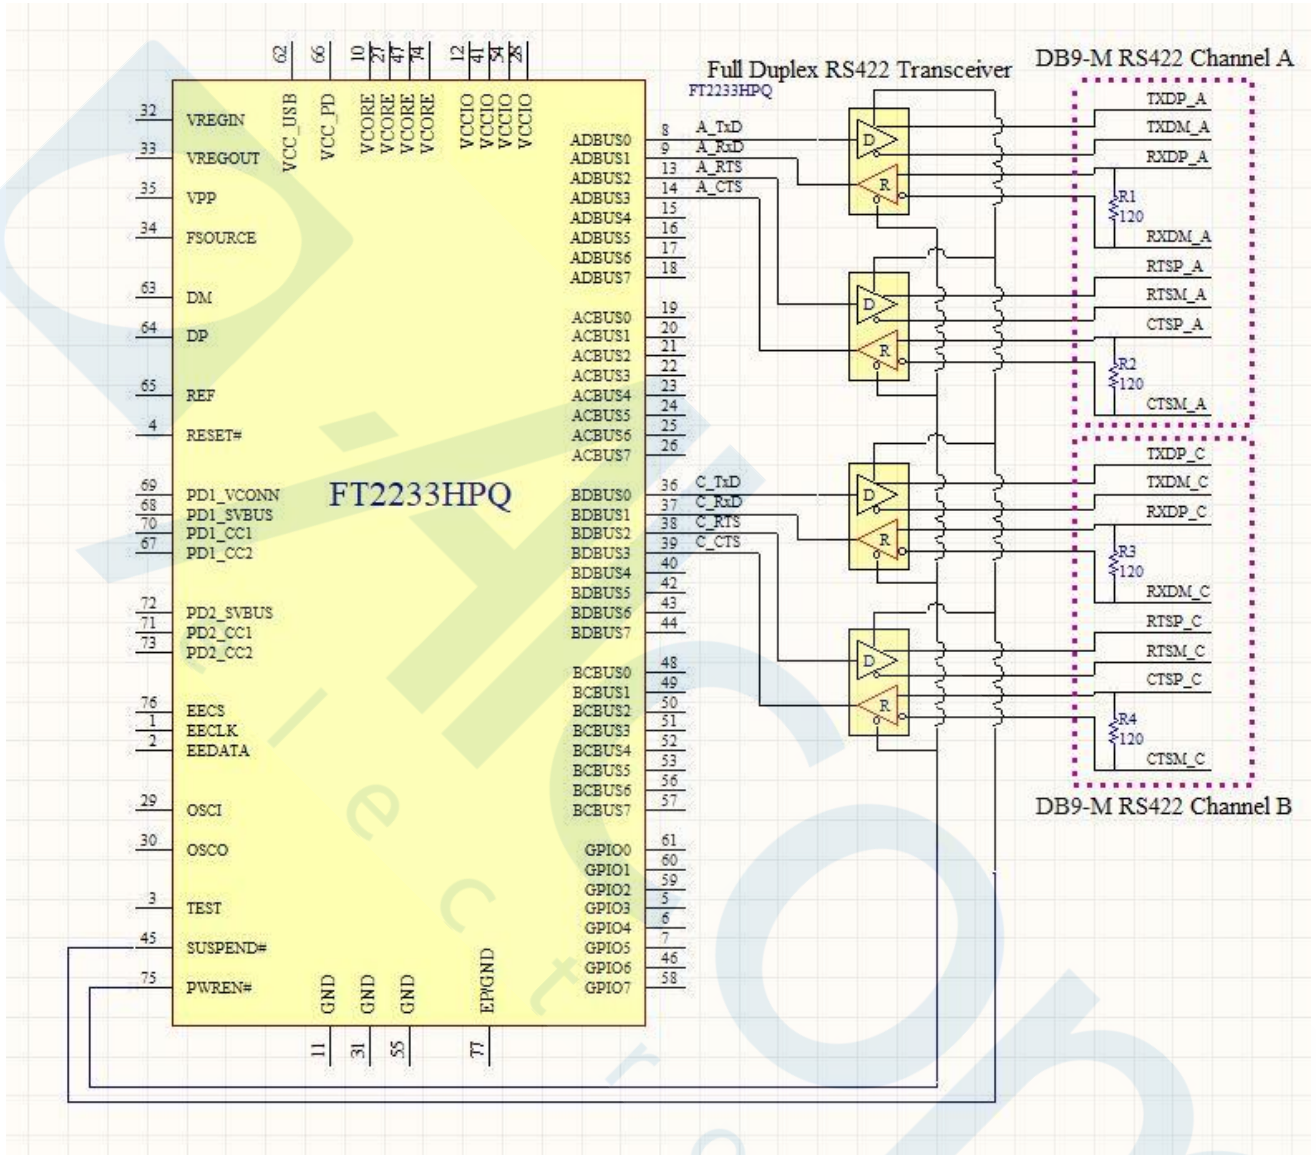 DB9-M RS422 Channel A
Full Duplex RS422 Transceiver
FT2233HPQ
62
66
10
27
47
74
12
41
54
28
VCC_USB
VCC_PD
VCORE
VCORE
VCORE
VCORE
VCCIO
VCCIO
VCCIO
VCCIO
32 VREGIN
33 VREGOUT
35 VPP
34 FSOURCE
63 DM
64 DP
65 REF
4 RESET#
69 PD1_VCONN
68 PD1_SVBUS
70 PD1_CC1
67 PD1_CC2
72 PD2_SVBUS
71 PD2_CC1
73 PD2_CC2
76 EECS
1 EECLK
2 EEDATA
29 OSCI
30 OSCO
3 TEST
45 SUSPEND#
75 PWREN#
FT2233HPQ
ADBUS0 8 A_TxD
ADBUS1 9 A_RxD
ADBUS2 13 A_RTS
ADBUS3 14 A_CTS
ADBUS4 15
ADBUS5 16
ADBUS6 17
ADBUS7 18
ACBUS0 19
ACBUS1 20
ACBUS2 21
ACBUS3 22
ACBUS4 23
ACBUS5 24
ACBUS6 25
ACBUS7 26
BDBUS0 36 C_TxD
BDBUS1 37 C_RxD
BDBUS2 38 C_RTS
BDBUS3 39 C_CTS
BDBUS4 40
BDBUS5 42
BDBUS6 43
BDBUS7 44
BCBUS0 48
BCBUS1 49
BCBUS2 50
BCBUS3 51
BCBUS4 52
BCBUS5 53
BCBUS6 56
BCBUS7 57
GPIO0 61
GPIO1 60
GPIO2 59
GPIO3 5
GPIO4 6
GPIO5 7
GPIO6 46
GPIO7 58
GND
GND
GND
EP/GND
11
31
55
77
D
R
D
R
D
R
D
R
TXDP_A
TXDM_A
RXDP_A
R1
120
RXDM_A
RTSP_A
RTSM_A
CTSP_A
R2
120
CTSM_A
TXDP_C
TXDM_C
RXDP_C
R3
120
RXDM_C
RTSP_C
RTSM_C
CTSP_C
R4
120
CTSM_C
DB9-M RS422 Channel B